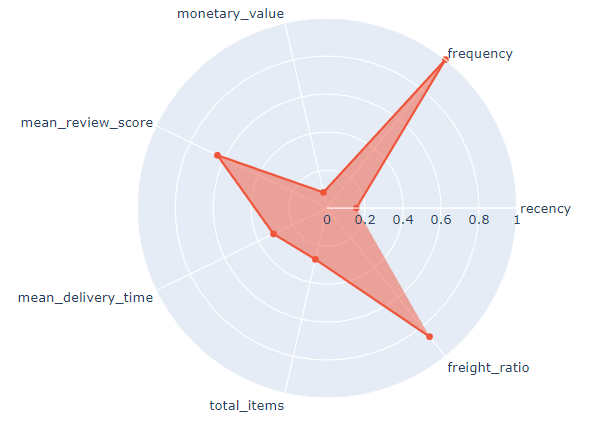 monetary_value
frequency
mean_review_score
recency
0 0.2 0.4 0.6 0.8 1
mean_delivery_time
freight_ratio
total_items